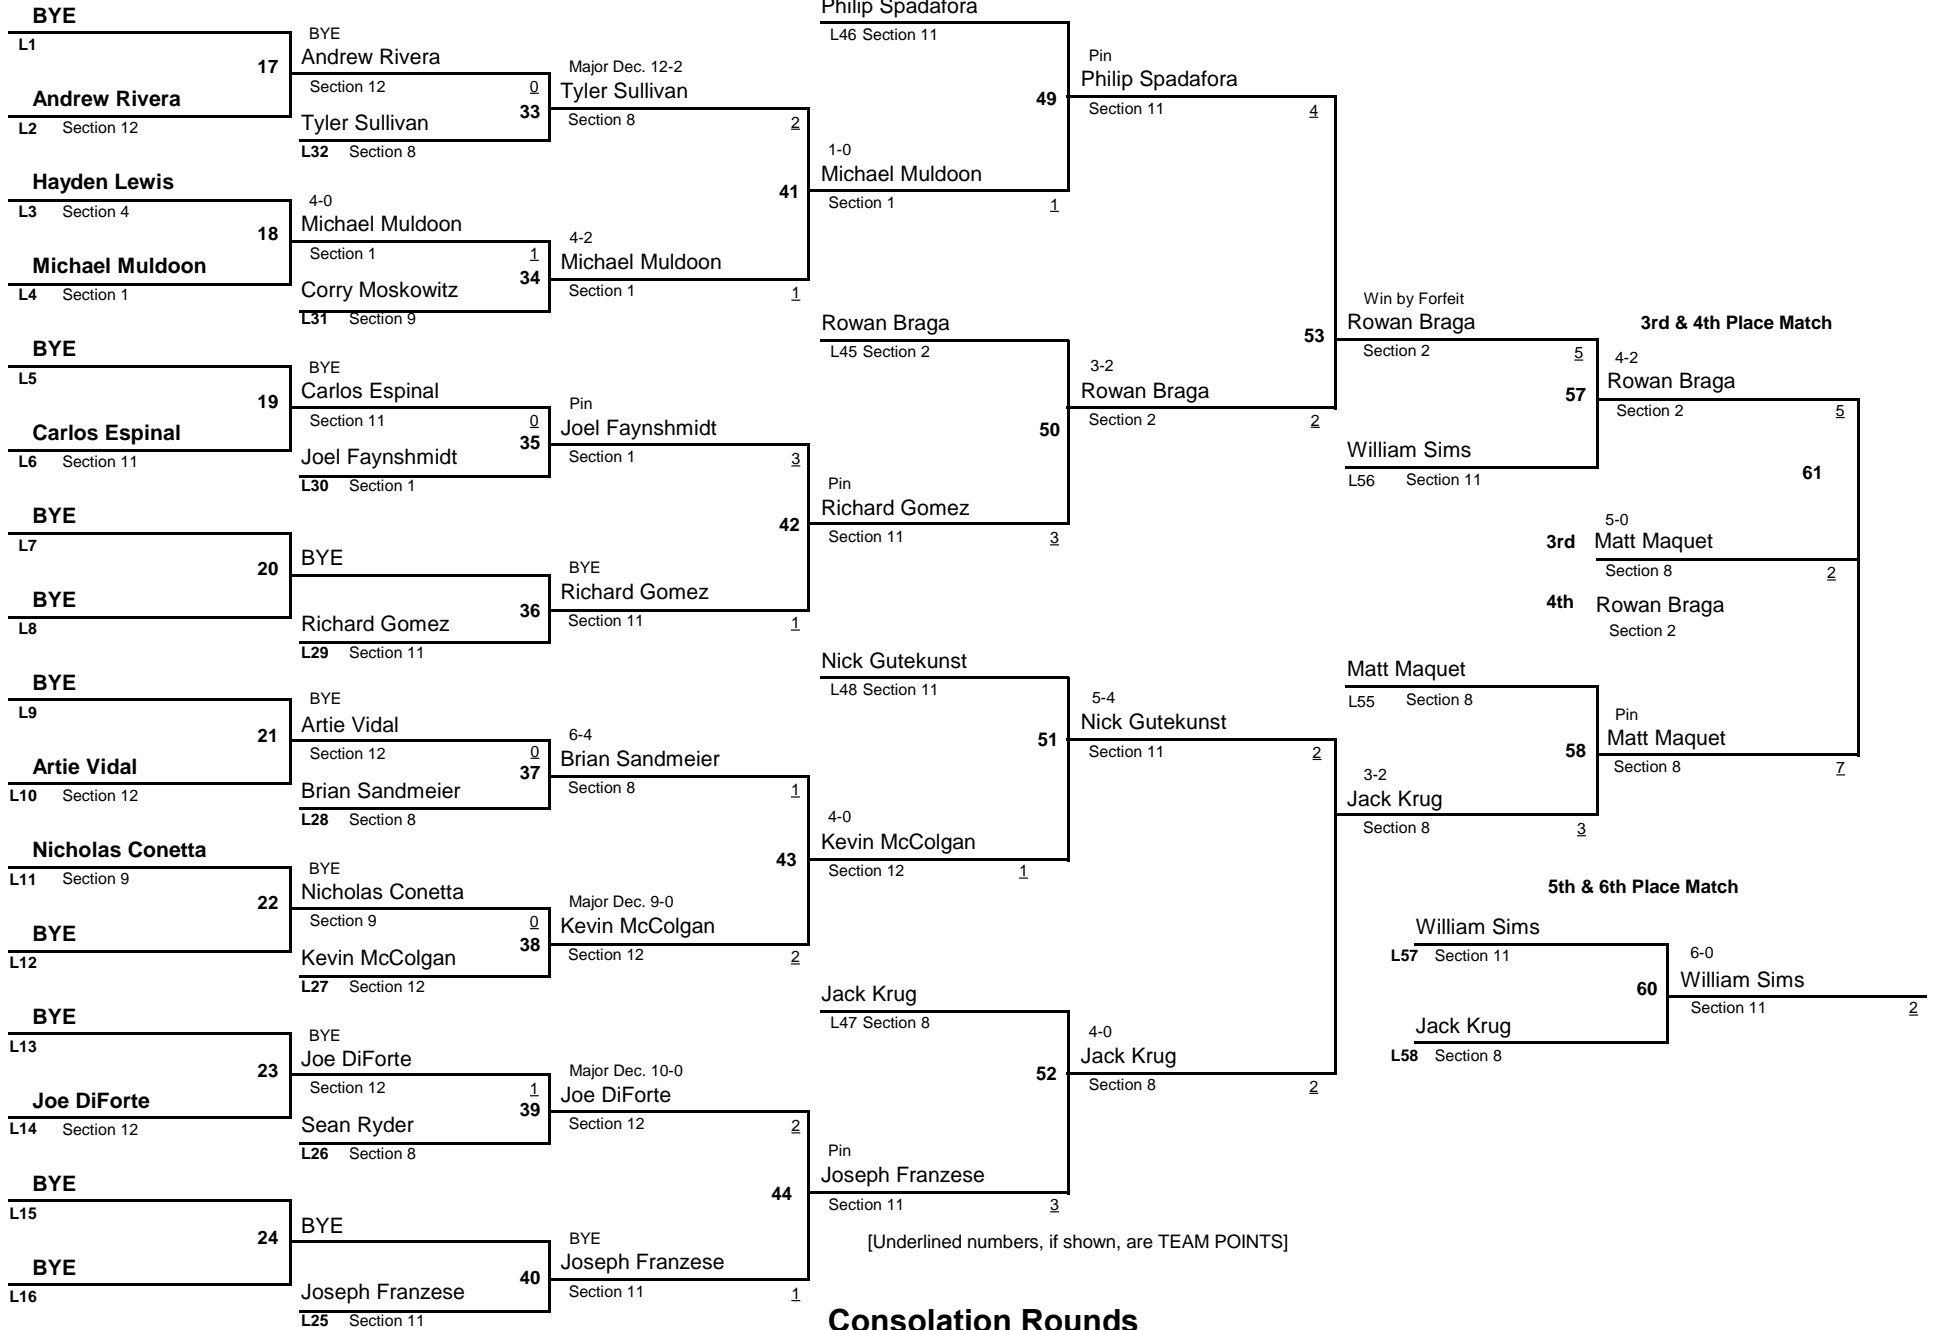 BYE
L1
17
Andrew Rivera
L2 Section 12
Hayden Lewis
L3 Section 4
18
Michael Muldoon
L4 Section 1
BYE
L5
19
Carlos Espinal
L6 Section 11
BYE
L7
20
BYE
L8
BYE
L9
21
Artie Vidal
L10 Section 12
Nicholas Conetta
L11 Section 9
22
BYE
L12
BYE
L13
23
Joe DiForte
L14 Section 12
BYE
L15
24
BYE
L16
BYE
Andrew Rivera
Section 12 0
33
Tyler Sullivan
L32 Section 8
4-0
Michael Muldoon
Section 1 1
34
Corry Moskowitz
L31 Section 9
BYE
Carlos Espinal
Section 11 0
35
Joel Faynshmidt
L30 Section 1
BYE
36
Richard Gomez
L29 Section 11
BYE
Artie Vidal
Section 12 0
37
Brian Sandmeier
L28 Section 8
BYE
Nicholas Conetta
Section 9 0
38
Kevin McColgan
L27 Section 12
BYE
Joe DiForte
Section 12 1
39
Sean Ryder
L26 Section 8
BYE
40
Joseph Franzese
L25 Section 11
Major Dec. 12-2
Tyler Sullivan
Section 8 2
41
4-2
Michael Muldoon
Section 1 1
Pin
Joel Faynshmidt
Section 1 3
42
BYE
Richard Gomez
Section 11 1
6-4
Brian Sandmeier
Section 8 1
43
Major Dec. 9-0
Kevin McColgan
Section 12 2
Major Dec. 10-0
Joe DiForte
Section 12 2
44
BYE
Joseph Franzese
Section 11 1
Philip Spadafora
L46 Section 11
49
1-0
Michael Muldoon
Section 1 1
Rowan Braga
L45 Section 2
50
Pin
Richard Gomez
Section 11 3
Nick Gutekunst
L48 Section 11
51
4-0
Kevin McColgan
Section 12 1
Jack Krug
L47 Section 8
52
Pin
Joseph Franzese
Section 11 3
[Underlined numbers, if shown, are TEAM POINTS]
Consolation Rounds
Pin
Philip Spadafora
Section 11 4
53
3-2
Rowan Braga
Section 2 2
5-4
Nick Gutekunst
Section 11 2
4-0
Jack Krug
Section 8 2
Win by Forfeit
Rowan Braga
Section 2 5
57
William Sims
L56 Section 11
Matt Maquet
L55 Section 8
58
3-2
Jack Krug
Section 8 3
3rd & 4th Place Match
4-2
Rowan Braga
Section 2 5
61
5-0
3rd Matt Maquet
Section 8 2
4th Rowan Braga
Section 2
Pin
Matt Maquet
Section 8 7
5th & 6th Place Match
William Sims
L57 Section 11
60
Jack Krug
L58 Section 8
6-0
William Sims
Section 11 2